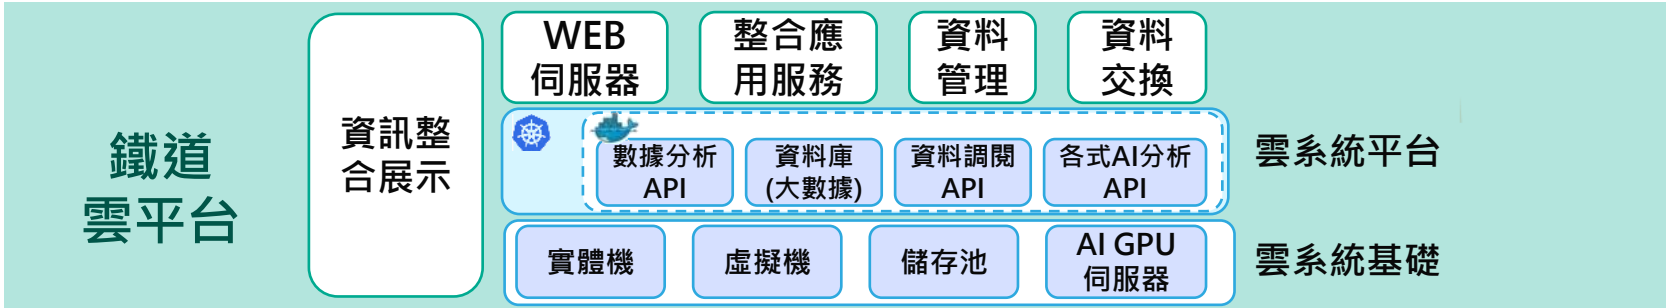 鐵道
雲平台
資訊整
合展示
WEB
伺服器
整合應
用服務
資料
管理
資料
交換
數據分析
API
資料庫
(大數據)
資料調閱
API
各式AI分析
API
雲系統平台
實體機
虛擬機
儲存池
AI GPU
伺服器
雲系統基礎